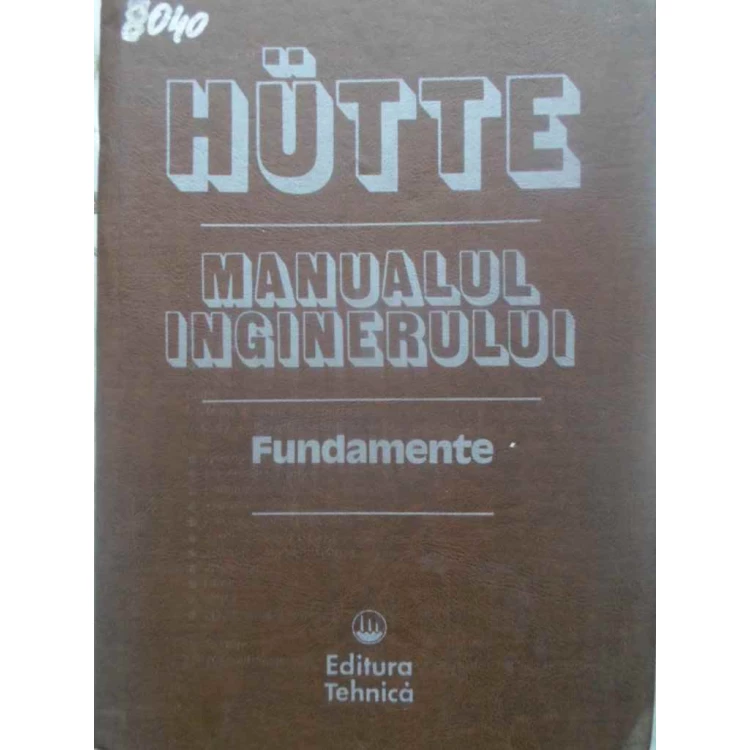 8040
HÜTTE
MANUALUL
INGINERULUI
Fundamente
Editura
Tehnică